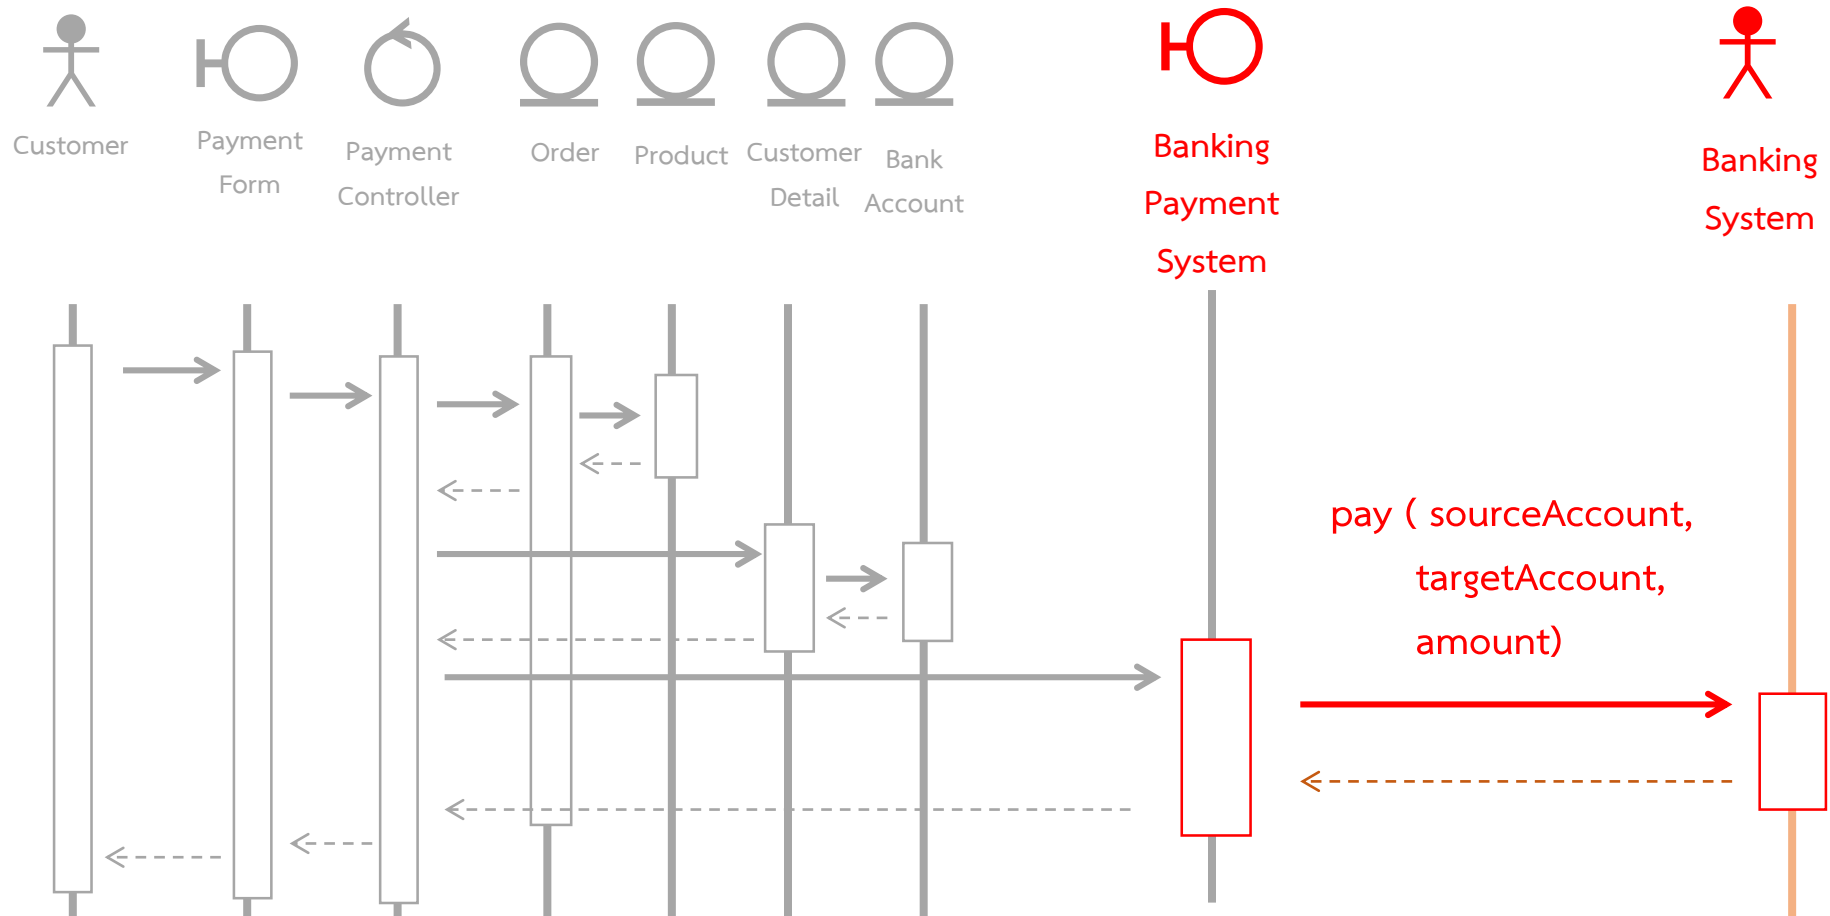 Customer
Payment
Form
Payment
Controller
Order
Product
Customer
Detail
Bank
Account
Banking
Payment
System
Banking
System
pay ( sourceAccount,
targetAccount,
amount)